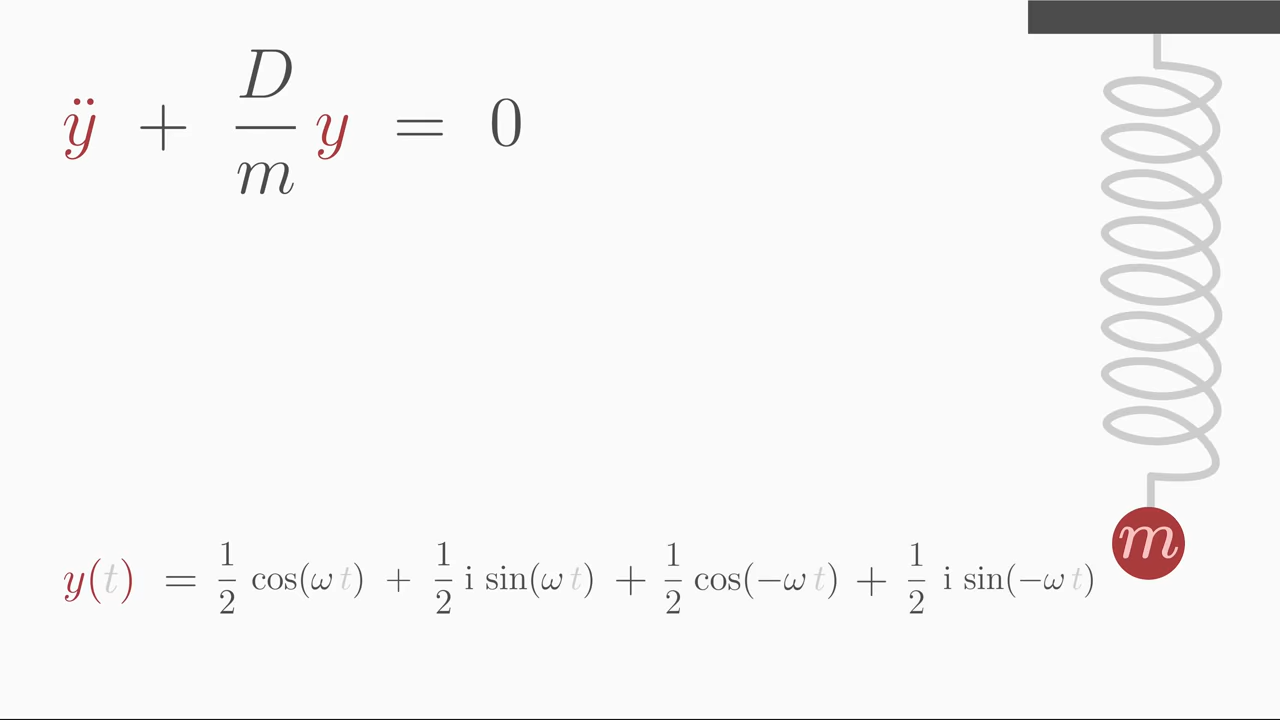 ÿ + D/m y = 0
m
y(t) = 1/2 cos(ω t) + 1/2 i sin(ω t) + 1/2 cos(−ω t) + 1/2 i sin(−ω t)